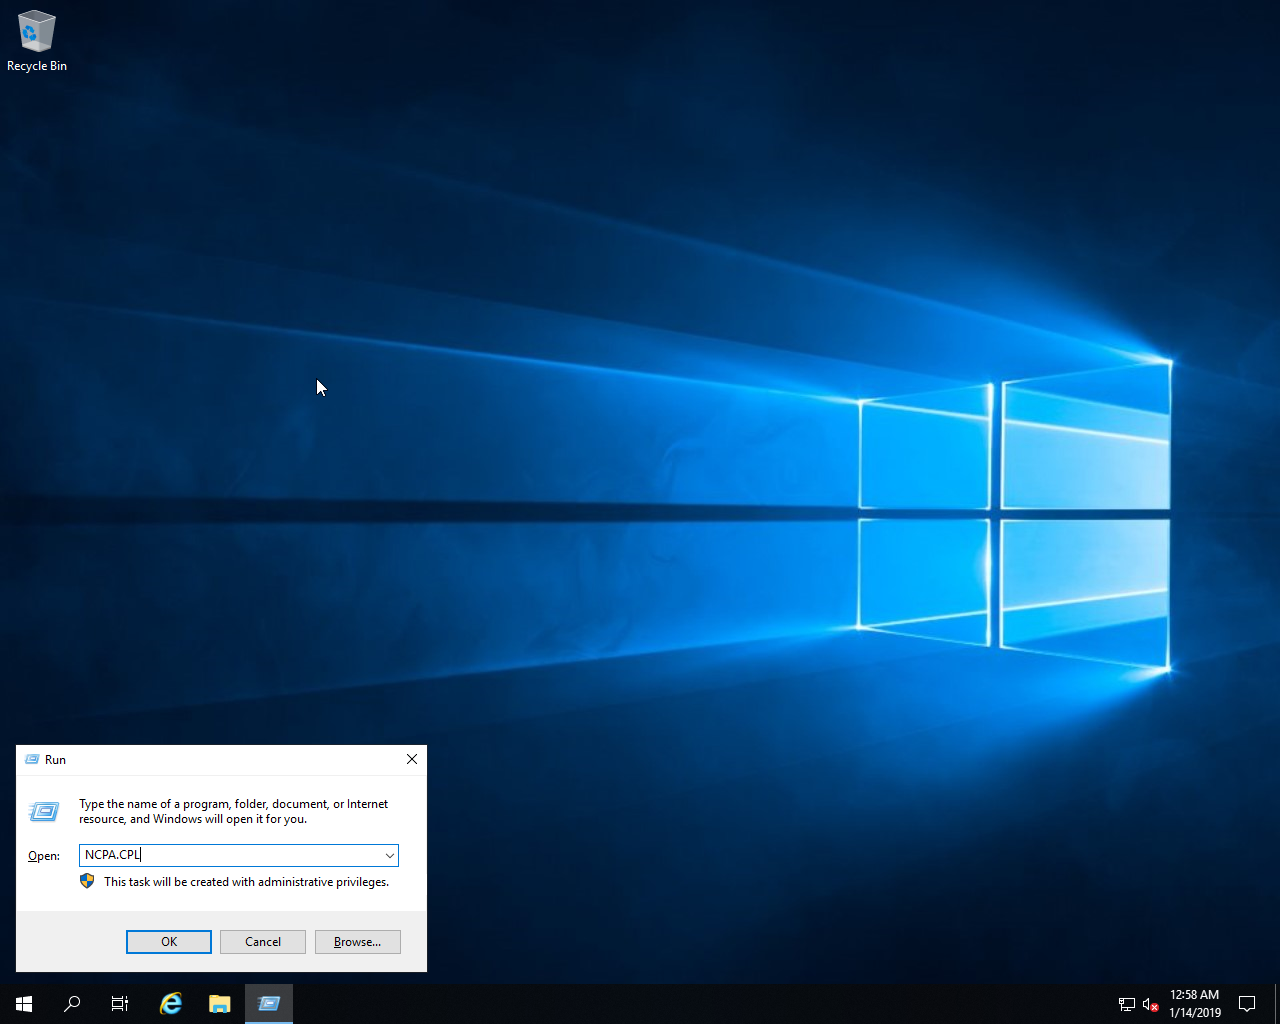 Recycle Bin
Run
Type the name of a program, folder, document, or Internet
resource, and Windows will open it for you.
Open:
NCPA.CPL
This task will be created with administrative privileges.
OK
Cancel
Browse...
12:58 AM
1/14/2019